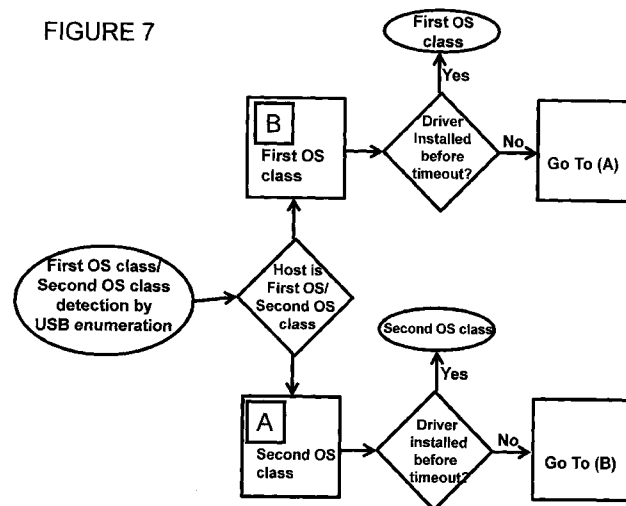 FIGURE 7
First OS
class
Yes
B
First OS
class
Driver
Installed
before
timeout?
No
Go To (A)
First OS class/
Second OS class
detection by
USB enumeration
Host is
First OS/
Second OS
class
Second OS class
Yes
A
Second OS
class
Driver
installed
before
timeout?
No
Go To (B)